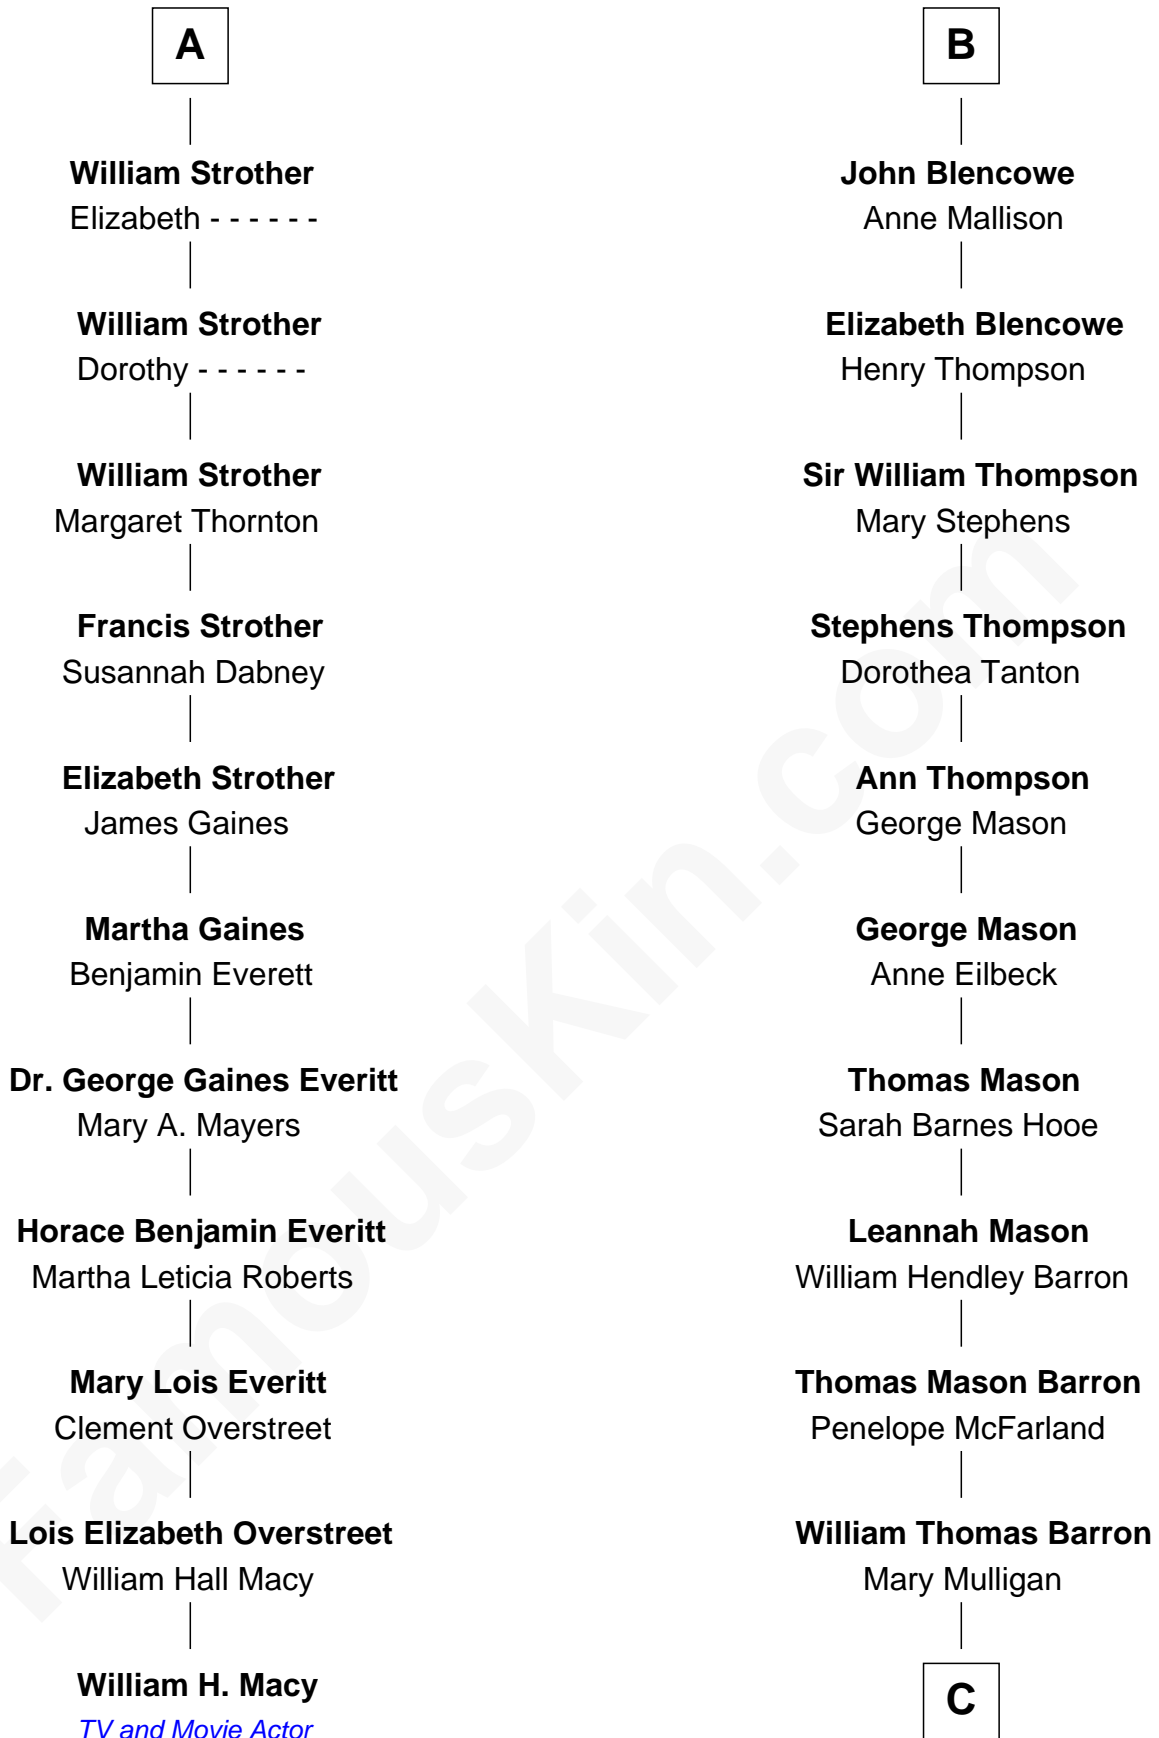 A
William Strother
Elizabeth - - - - - -
William Strother
Dorothy - - - - - -
William Strother
Margaret Thornton
Francis Strother
Susannah Dabney
Elizabeth Strother
James Gaines
Martha Gaines
Benjamin Everett
Dr. George Gaines Everitt
Mary A. Mayers
Horace Benjamin Everitt
Martha Leticia Roberts
Mary Lois Everitt
Clement Overstreet
Lois Elizabeth Overstreet
William Hall Macy
William H. Macy
TV and Movie Actor
B
John Blencowe
Anne Mallison
Elizabeth Blencowe
Henry Thompson
Sir William Thompson
Mary Stephens
Stephens Thompson
Dorothea Tanton
Ann Thompson
George Mason
George Mason
Anne Eilbeck
Thomas Mason
Sarah Barnes Hooe
Leannah Mason
William Hendley Barron
Thomas Mason Barron
Penelope McFarland
William Thomas Barron
Mary Mulligan
C
FamousKin.com